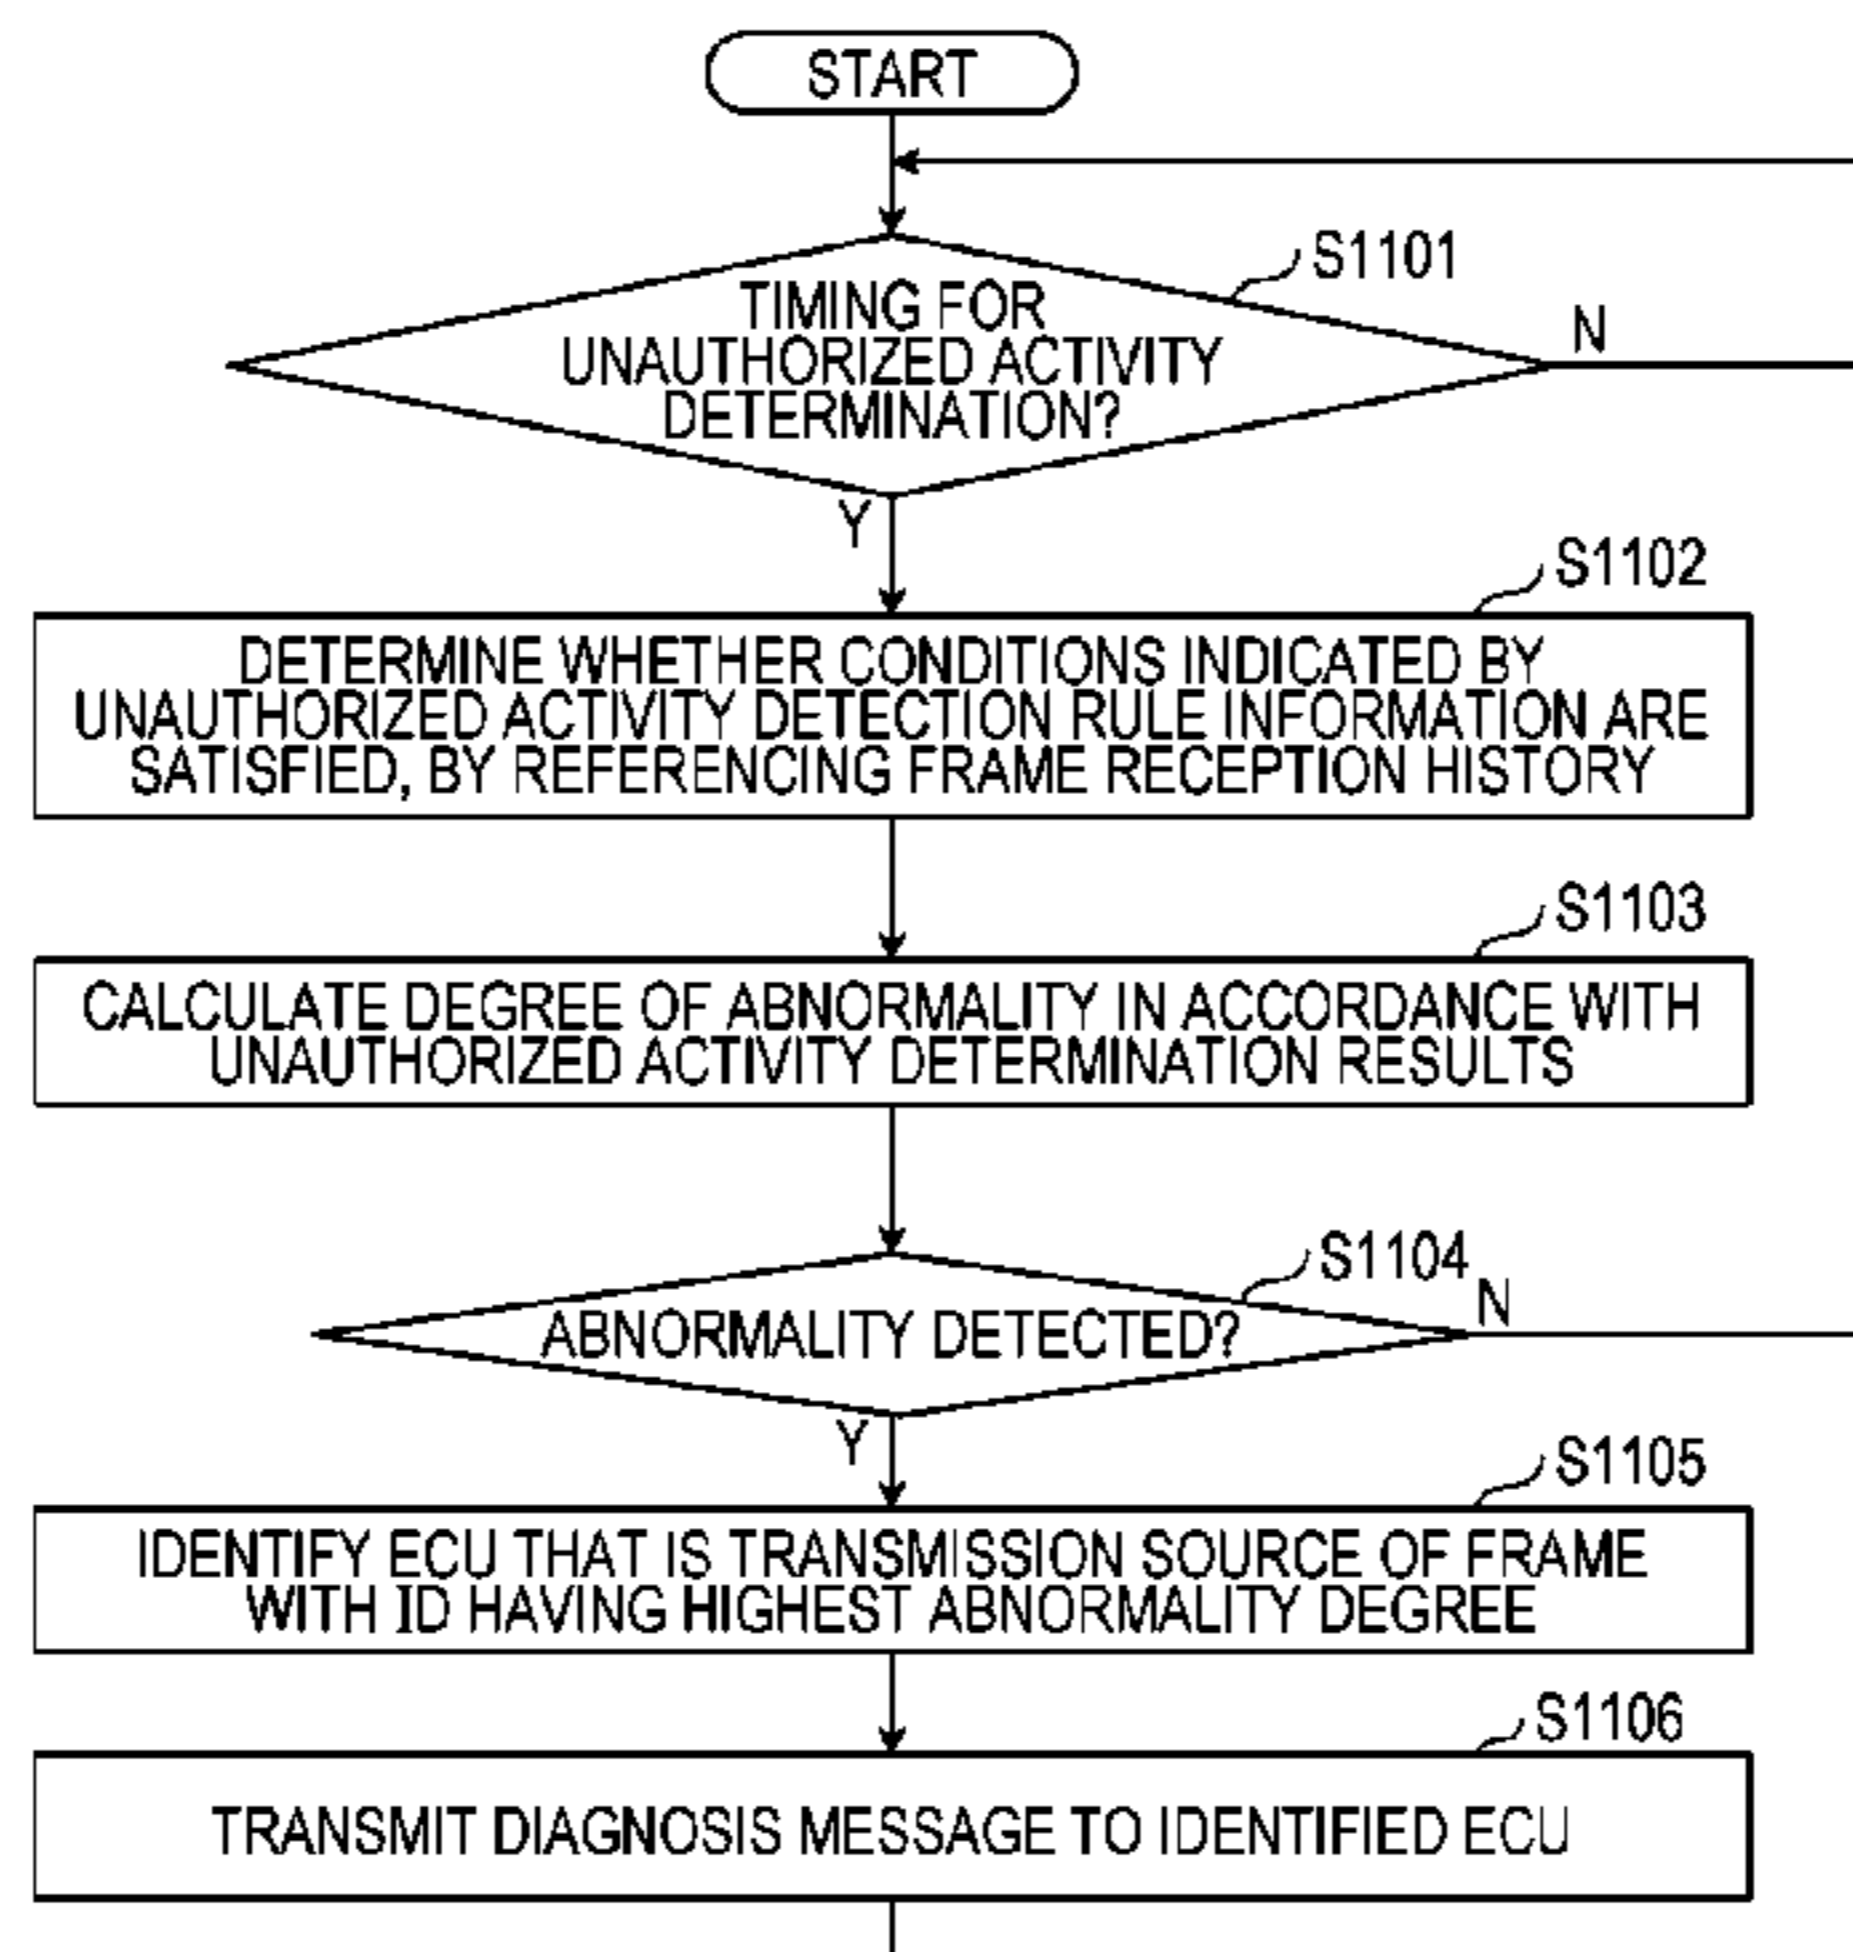 START
S1101
TIMING FOR
UNAUTHORIZED ACTIVITY
DETERMINATION?
N
Y
S1102
DETERMINE WHETHER CONDITIONS INDICATED BY
UNAUTHORIZED ACTIVITY DETECTION RULE INFORMATION ARE
SATISFIED, BY REFERENCING FRAME RECEPTION HISTORY
S1103
CALCULATE DEGREE OF ABNORMALITY IN ACCORDANCE WITH
UNAUTHORIZED ACTIVITY DETERMINATION RESULTS
S1104
ABNORMALITY DETECTED?
N
Y
S1105
IDENTIFY ECU THAT IS TRANSMISSION SOURCE OF FRAME
WITH ID HAVING HIGHEST ABNORMALITY DEGREE
S1106
TRANSMIT DIAGNOSIS MESSAGE TO IDENTIFIED ECU